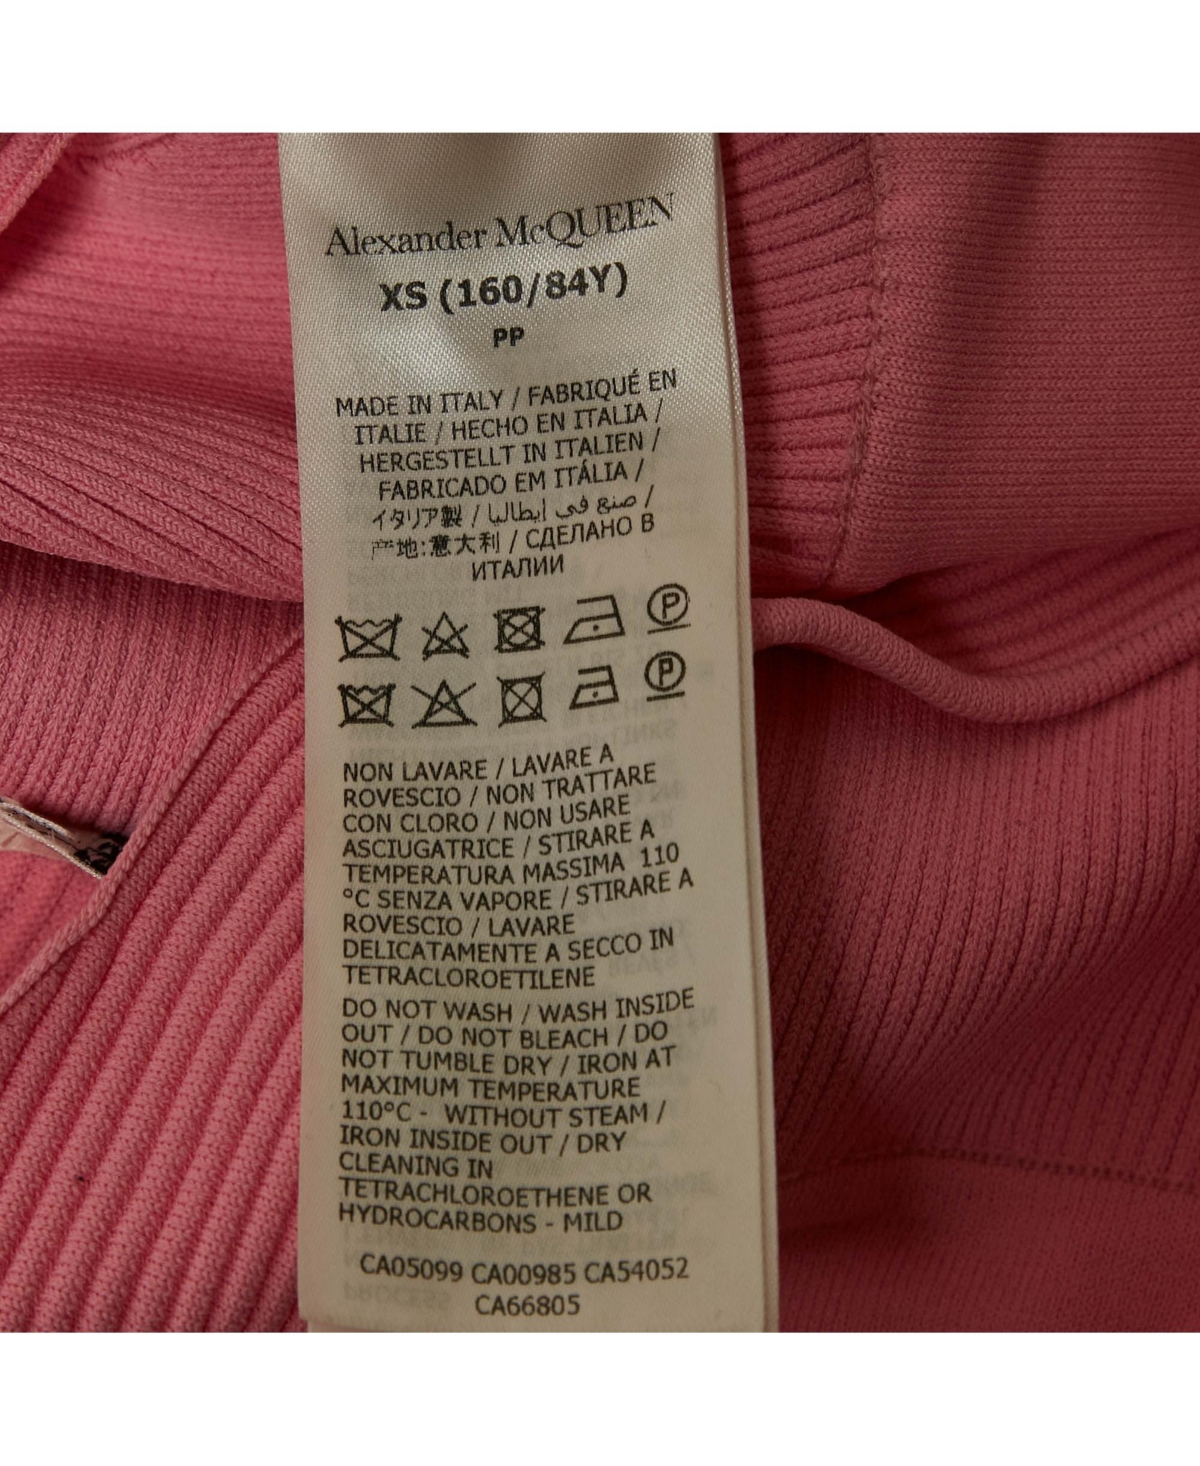 Alexander McQUEEN
XS (160/84Y)
PP
MADE IN ITALY / FABRIQUÉ EN
ITALIE / HECHO EN ITALIA /
HERGESTELLT IN ITALIEN /
FABRICADO EM ITÁLIA /
イタリア製 / صنع في إيطاليا /
产地:意大利 / СДЕЛАНО В
ИТАЛИИ
P
P
NON LAVARE / LAVARE A
ROVESCIO / NON TRATTARE
CON CLORO / NON USARE
ASCIUGATRICE / STIRARE A
TEMPERATURA MASSIMA 110
°C SENZA VAPORE / STIRARE A
ROVESCIO / LAVARE
DELICATAMENTE A SECCO IN
TETRACLOROETILENE
DO NOT WASH / WASH INSIDE
OUT / DO NOT BLEACH / DO
NOT TUMBLE DRY / IRON AT
MAXIMUM TEMPERATURE
110°C - WITHOUT STEAM /
IRON INSIDE OUT / DRY
CLEANING IN
TETRACHLOROETHENE OR
HYDROCARBONS - MILD
CA05099 CA00985 CA54052
CA66805